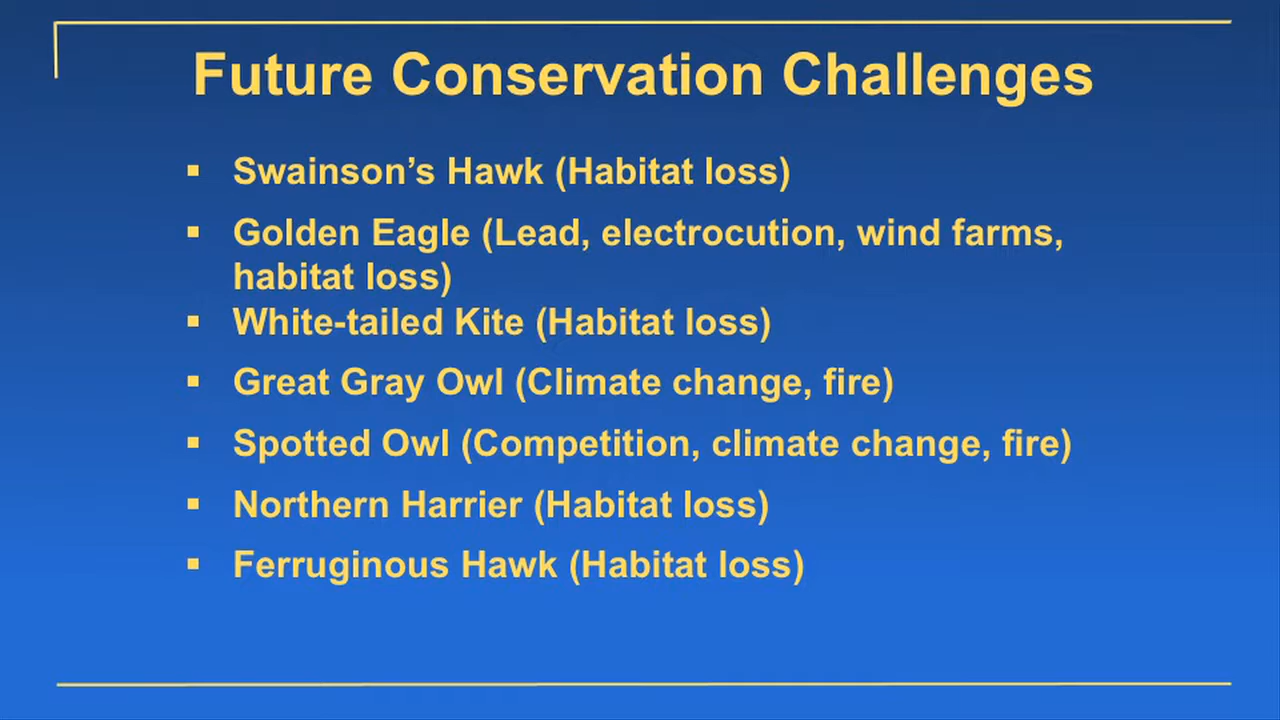 Future Conservation Challenges
▪ Swainson’s Hawk (Habitat loss)
▪ Golden Eagle (Lead, electrocution, wind farms,
habitat loss)
▪ White-tailed Kite (Habitat loss)
▪ Great Gray Owl (Climate change, fire)
▪ Spotted Owl (Competition, climate change, fire)
▪ Northern Harrier (Habitat loss)
▪ Ferruginous Hawk (Habitat loss)